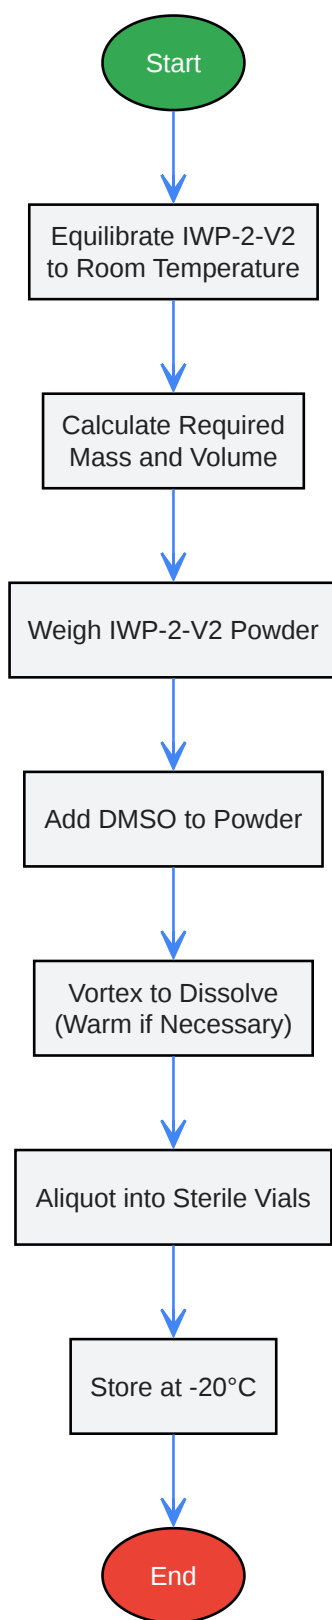 Start
Equilibrate IWP-2-V2
to Room Temperature
Calculate Required
Mass and Volume
Weigh IWP-2-V2 Powder
Add DMSO to Powder
Vortex to Dissolve
(Warm if Necessary)
Aliquot into Sterile Vials
Store at -20°C
End